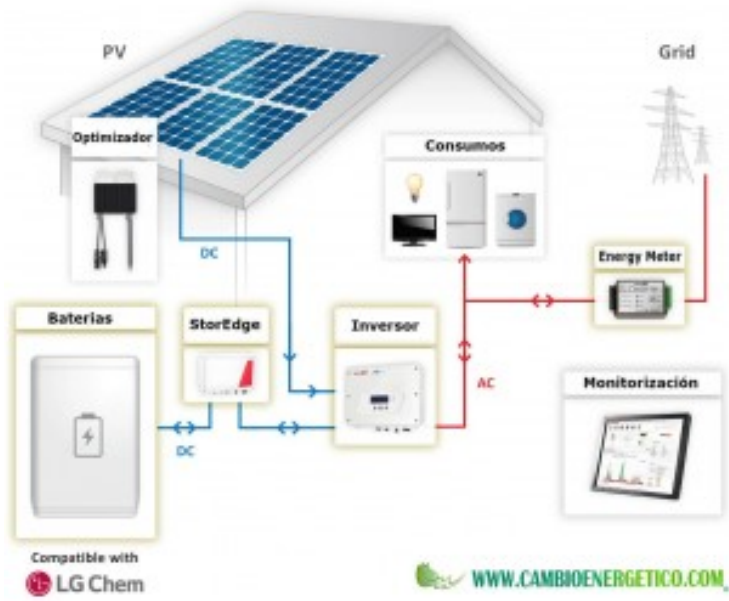 PV
Grid
Optimizador
Consumos
DC
Energy Meter
Baterias
StorEdge
Inversor
AC
Monitorización
DC
Compatible with
LG Chem
WWW.CAMBIOENERGETICO.COM